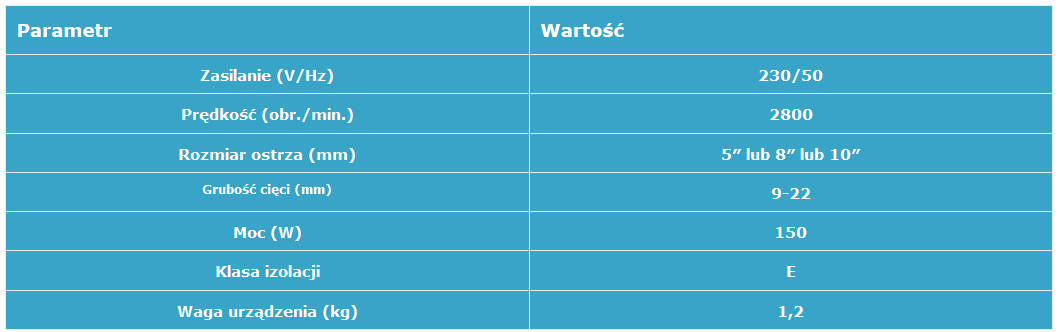 Parametr Wartość
Zasilanie (V/Hz) 230/50
Prędkość (obr./min.) 2800
Rozmiar ostrza (mm) 5” lub 8” lub 10”
Grubość cięci (mm) 9-22
Moc (W) 150
Klasa izolacji E
Waga urządzenia (kg) 1,2